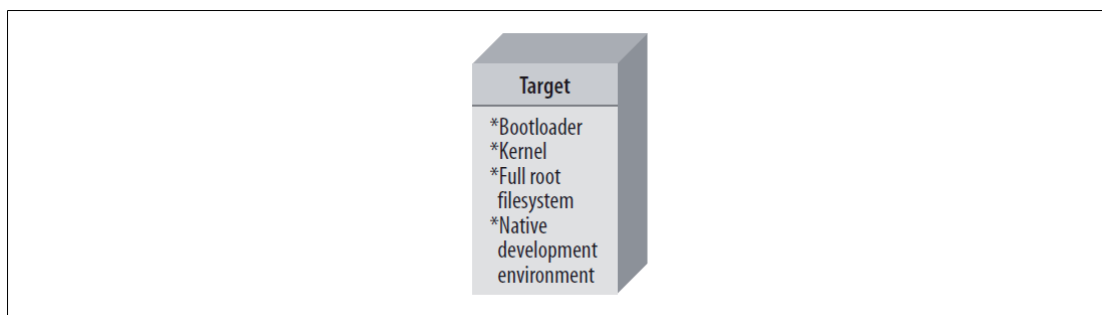 Target
*Bootloader
*Kernel
*Full root
filesystem
*Native
development
environment